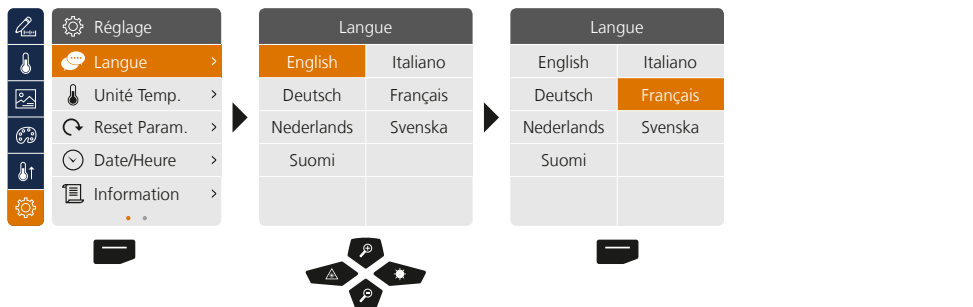 Réglage
Langue
Unité Temp.
Reset Param.
Date/Heure
Information
Langue
English Italiano
Deutsch Français
Nederlands Svenska
Suomi
Langue
English Italiano
Deutsch Français
Nederlands Svenska
Suomi